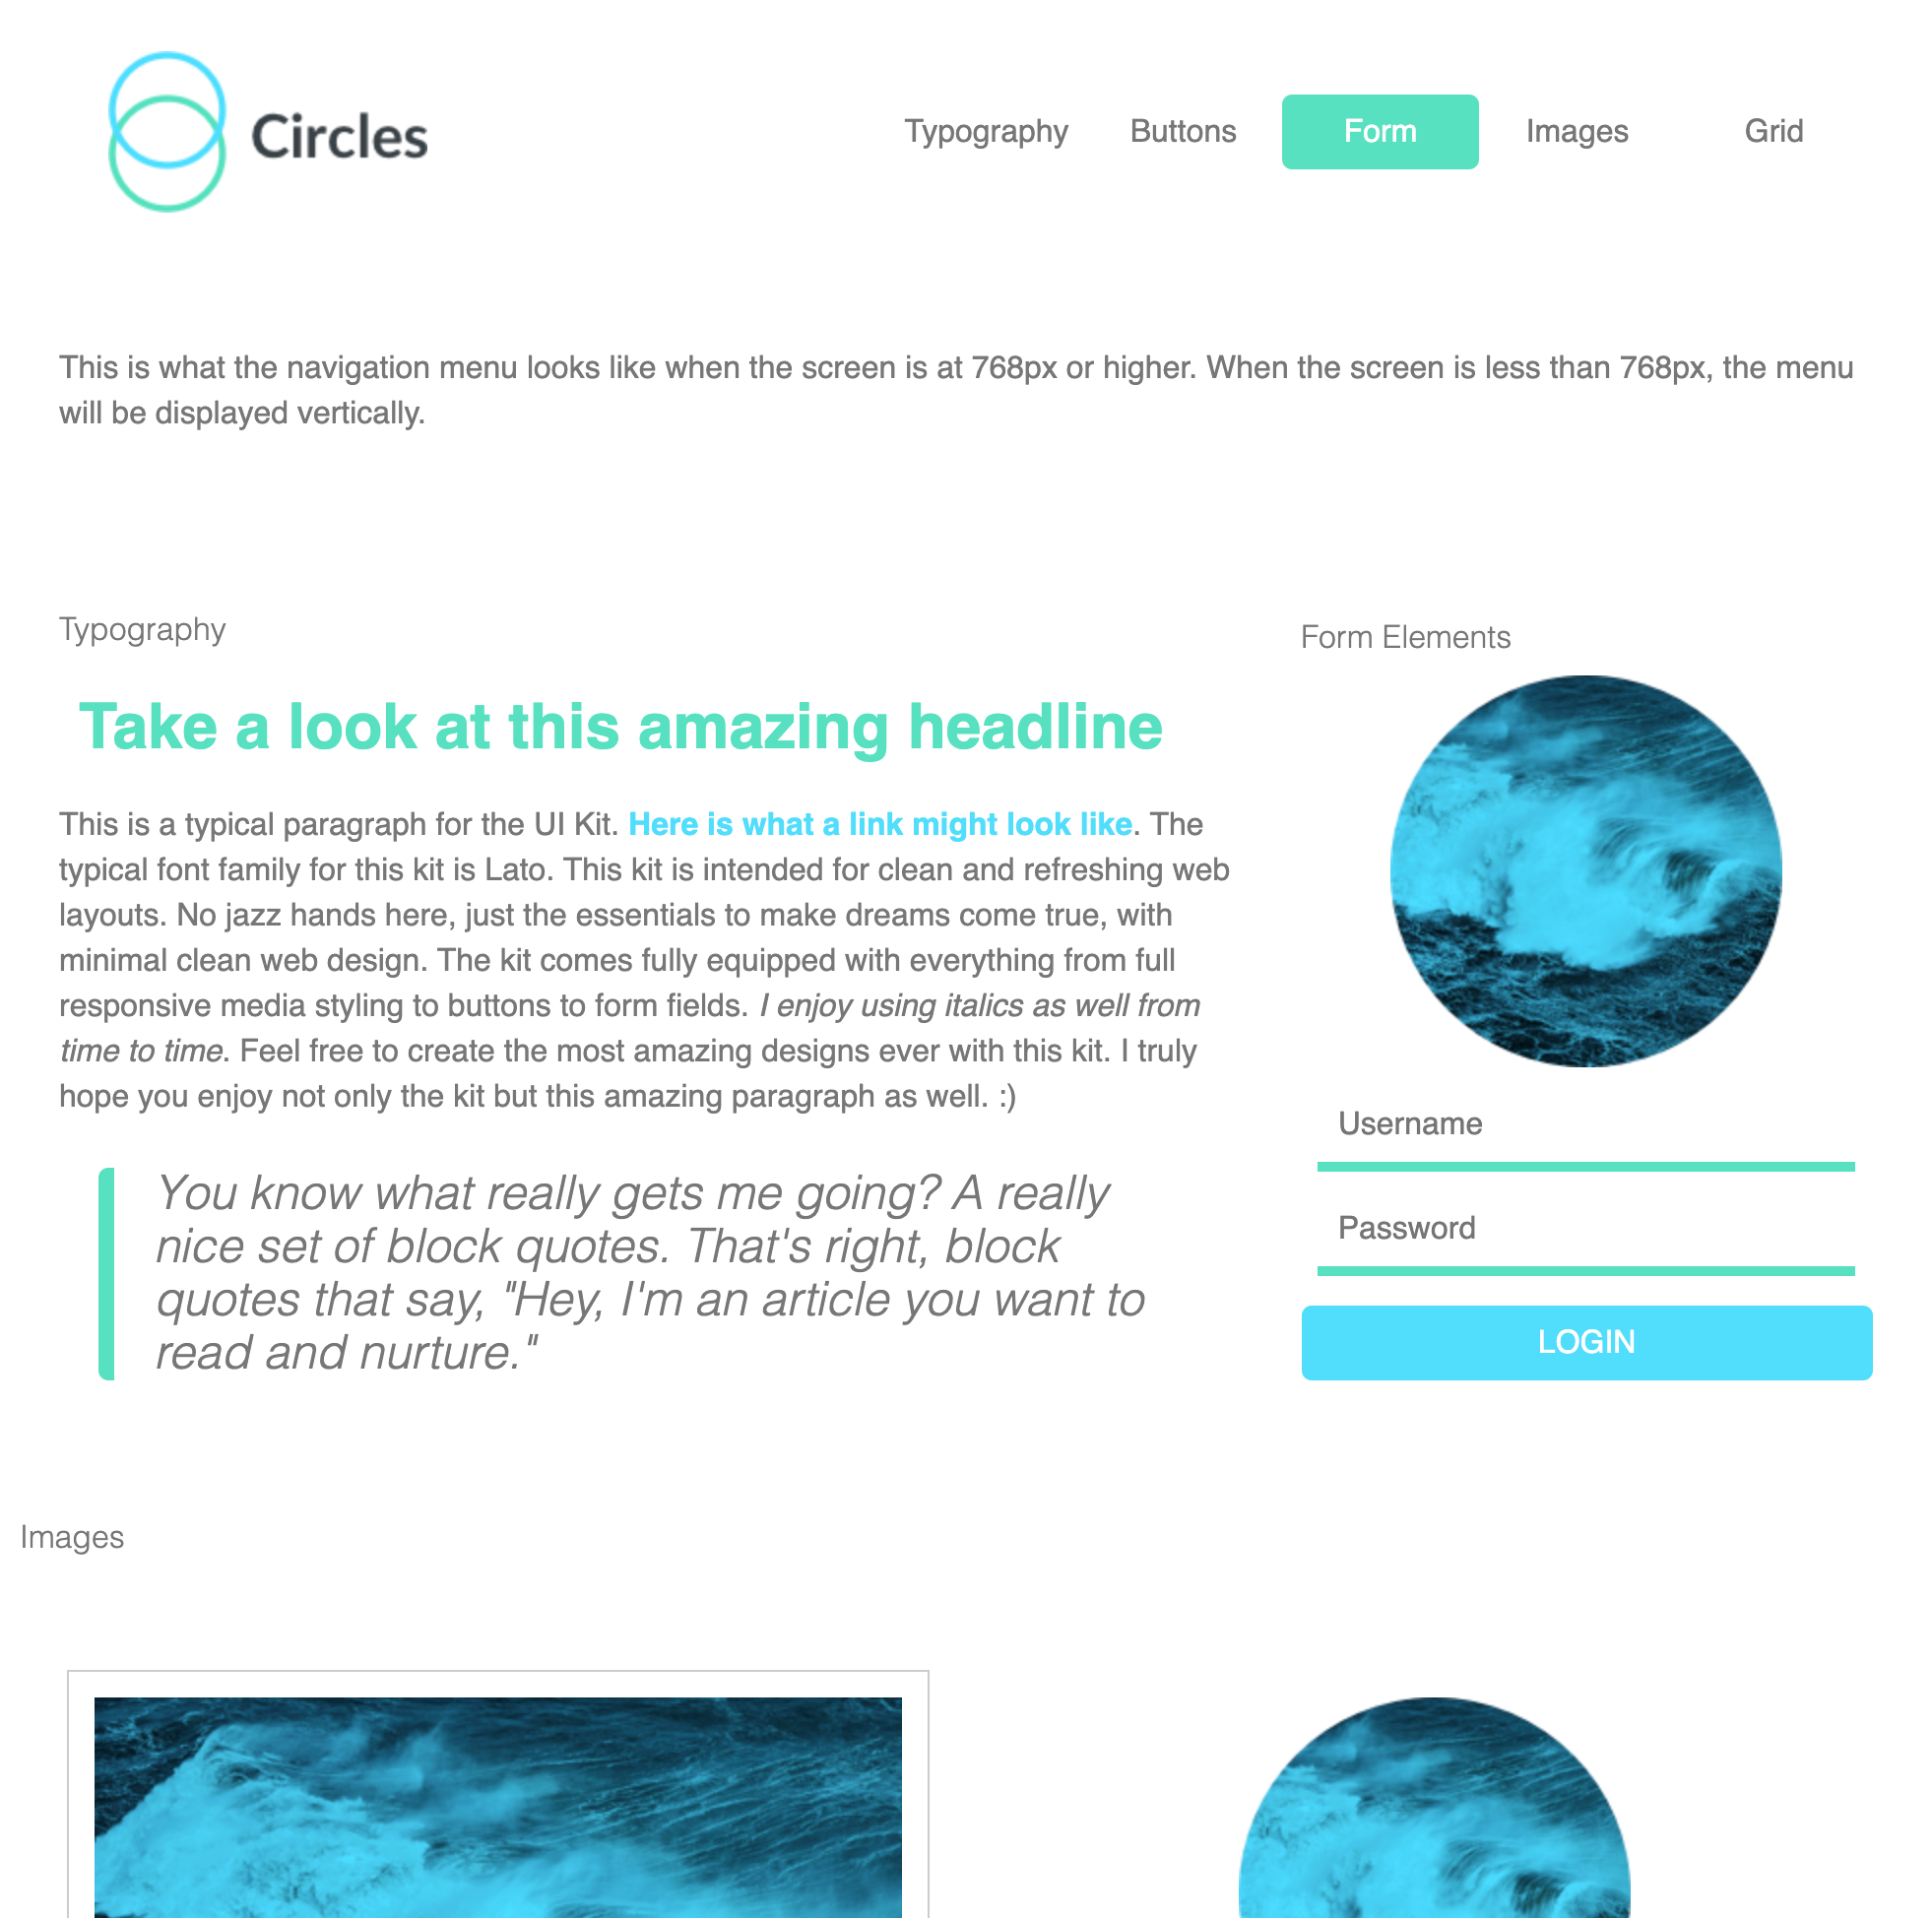 Circles
Typography
Buttons
Form
Images
Grid
This is what the navigation menu looks like when the screen is at 768px or higher. When the screen is less than 768px, the menu
will be displayed vertically.
Typography
Take a look at this amazing headline
This is a typical paragraph for the UI Kit. Here is what a link might look like. The
typical font family for this kit is Lato. This kit is intended for clean and refreshing web
layouts. No jazz hands here, just the essentials to make dreams come true, with
minimal clean web design. The kit comes fully equipped with everything from full
responsive media styling to buttons to form fields. I enjoy using italics as well from
time to time. Feel free to create the most amazing designs ever with this kit. I truly
hope you enjoy not only the kit but this amazing paragraph as well. :)
You know what really gets me going? A really
nice set of block quotes. That's right, block
quotes that say, "Hey, I'm an article you want to
read and nurture."
Form Elements
Username
Password
LOGIN
Images